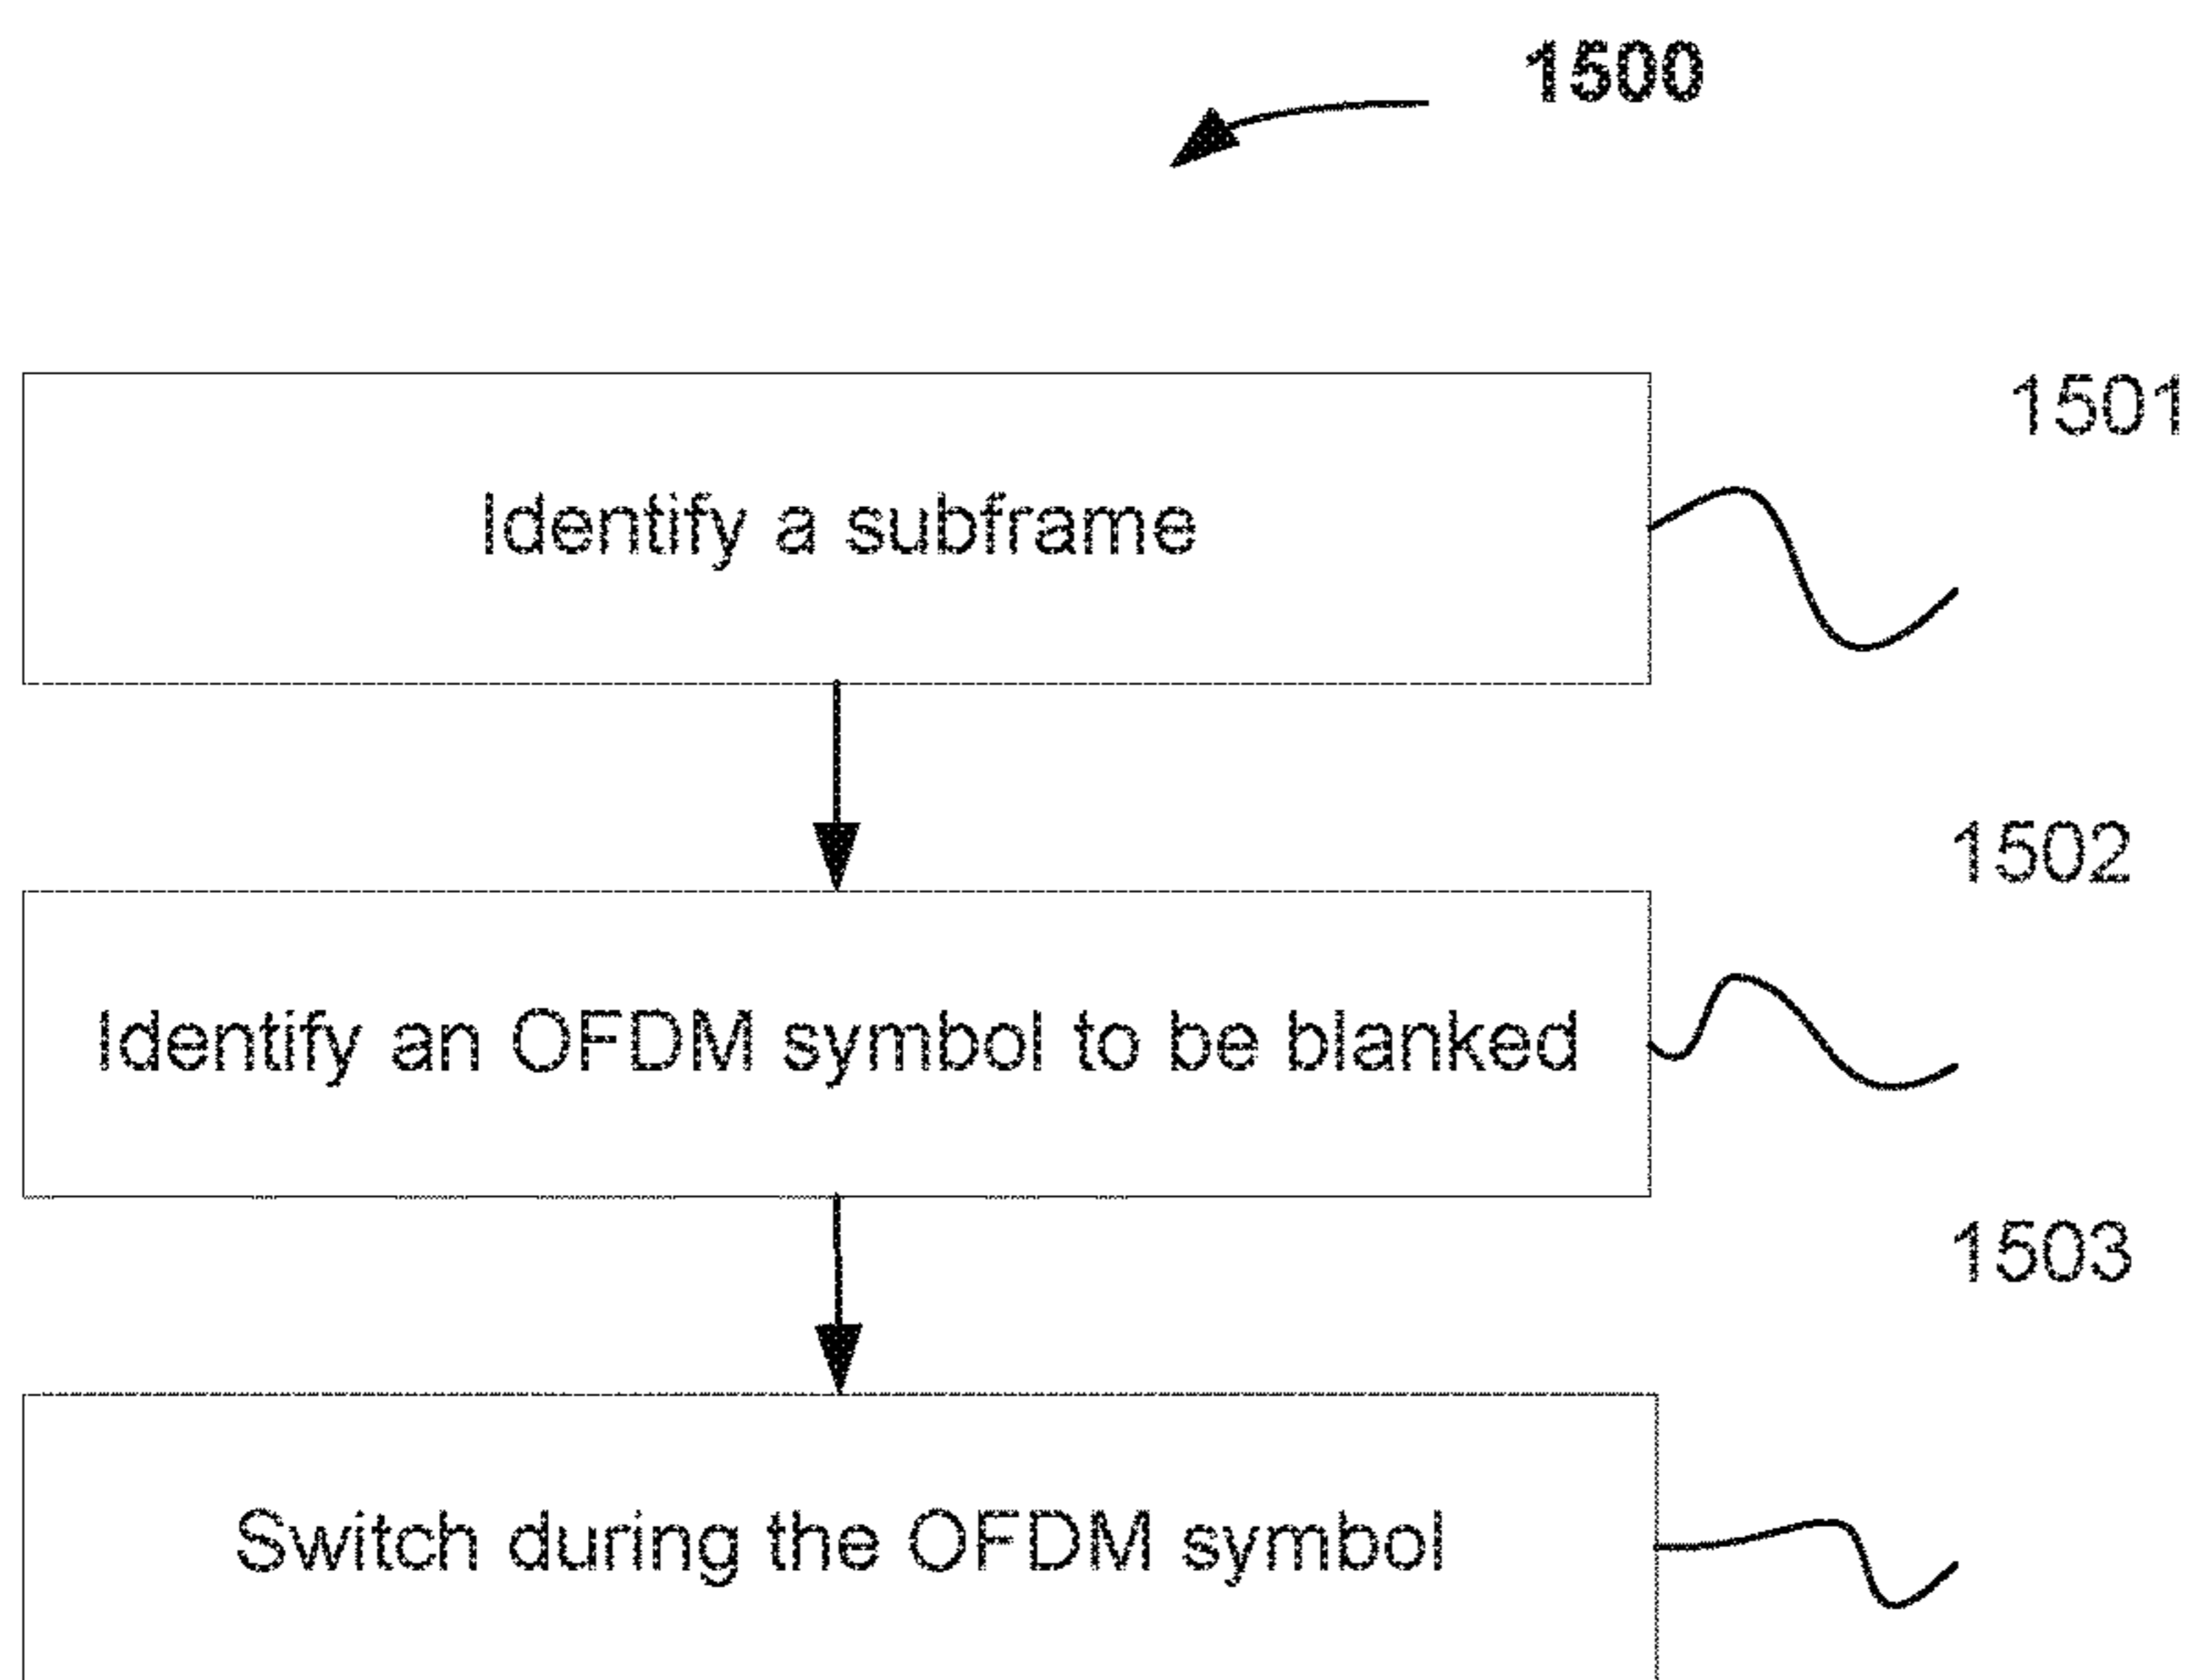 1500
1501
Identify a subframe
1502
Identify an OFDM symbol to be blanked
1503
Switch during the OFDM symbol